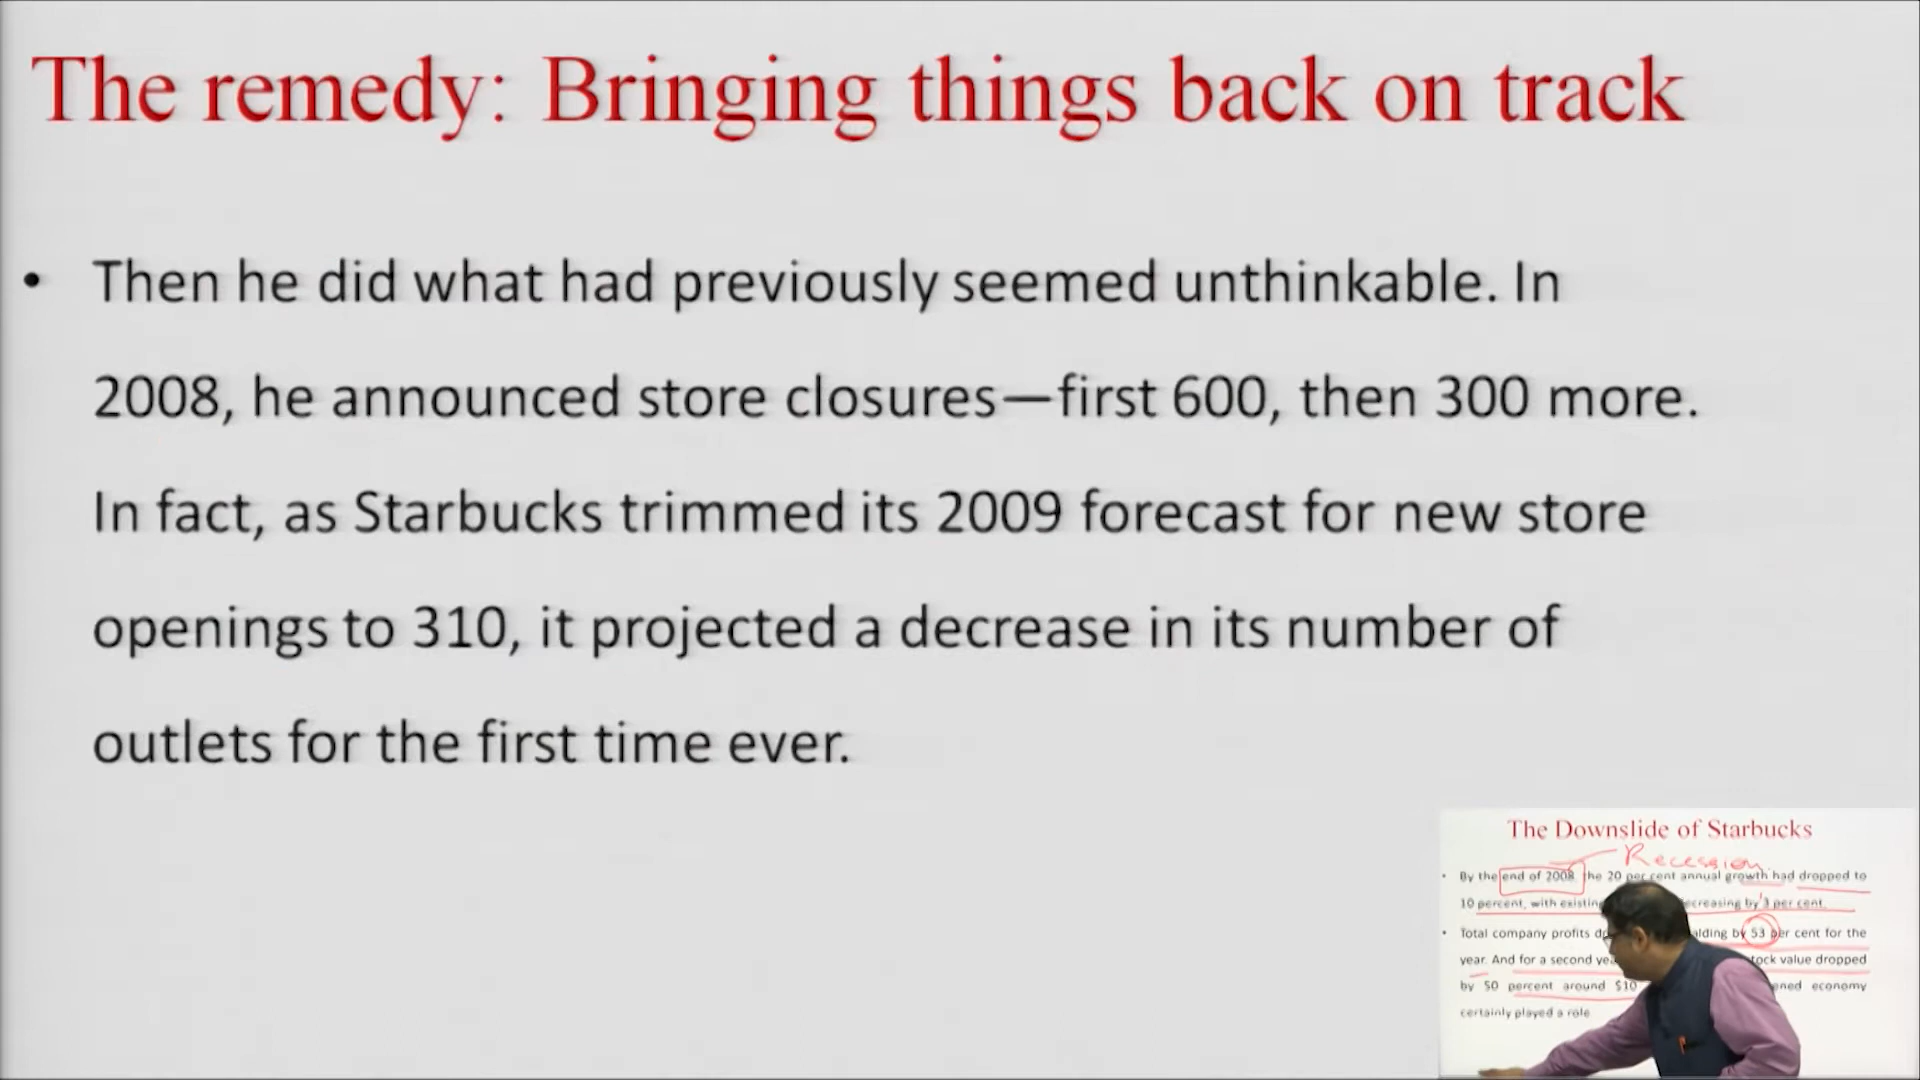 The remedy: Bringing things back on track
• Then he did what had previously seemed unthinkable. In
2008, he announced store closures—first 600, then 300 more.
In fact, as Starbucks trimmed its 2009 forecast for new store
openings to 310, it projected a decrease in its number of
outlets for the first time ever.
The Downslide of Starbucks
Recession
• By the end of 2008 the 20 per cent annual growth had dropped to
10 percent, with existing decreasing by 3 per cent.
• Total company profits by 53 per cent for the
year. And for a second stock value dropped
by 50 percent around $10 economy
certainly played a role